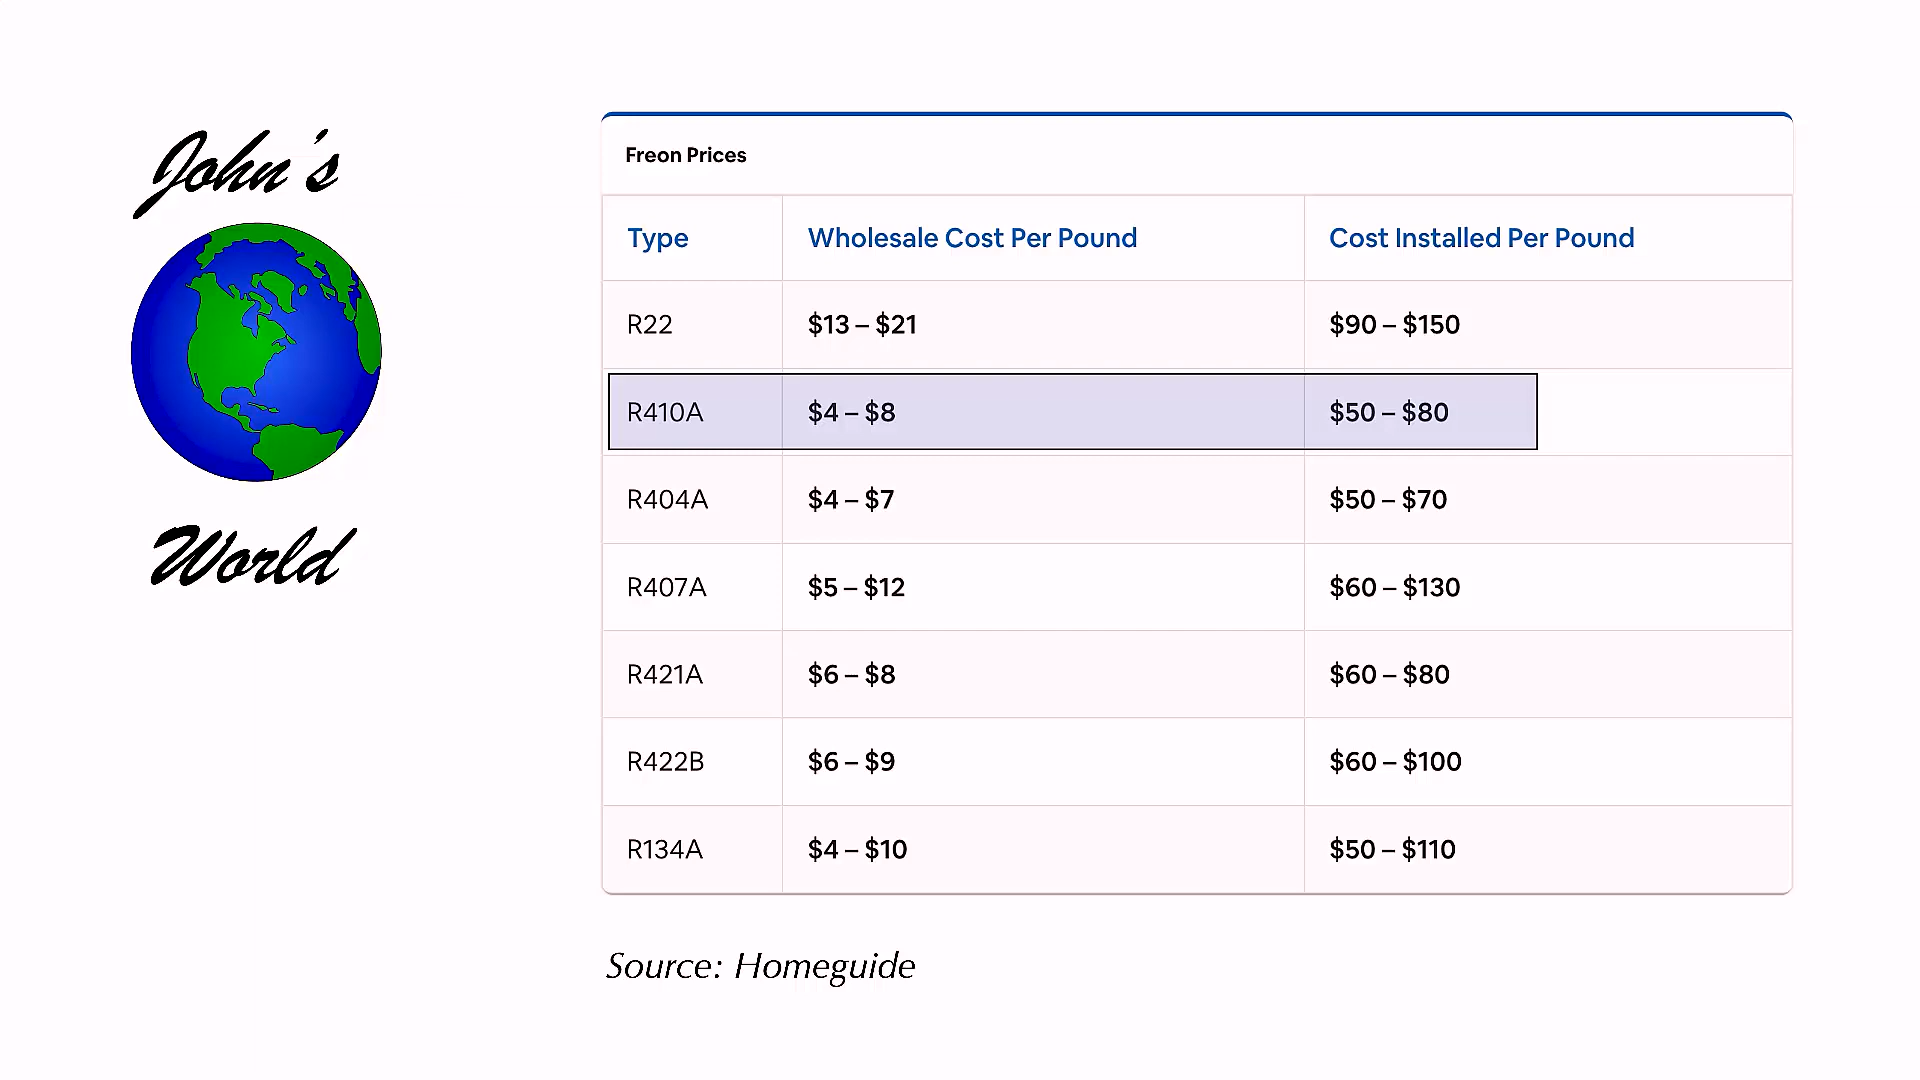 John's
World
Freon Prices
Type Wholesale Cost Per Pound Cost Installed Per Pound
R22 $13 – $21 $90 – $150
R410A $4 – $8 $50 – $80
R404A $4 – $7 $50 – $70
R407A $5 – $12 $60 – $130
R421A $6 – $8 $60 – $80
R422B $6 – $9 $60 – $100
R134A $4 – $10 $50 – $110
Source: Homeguide